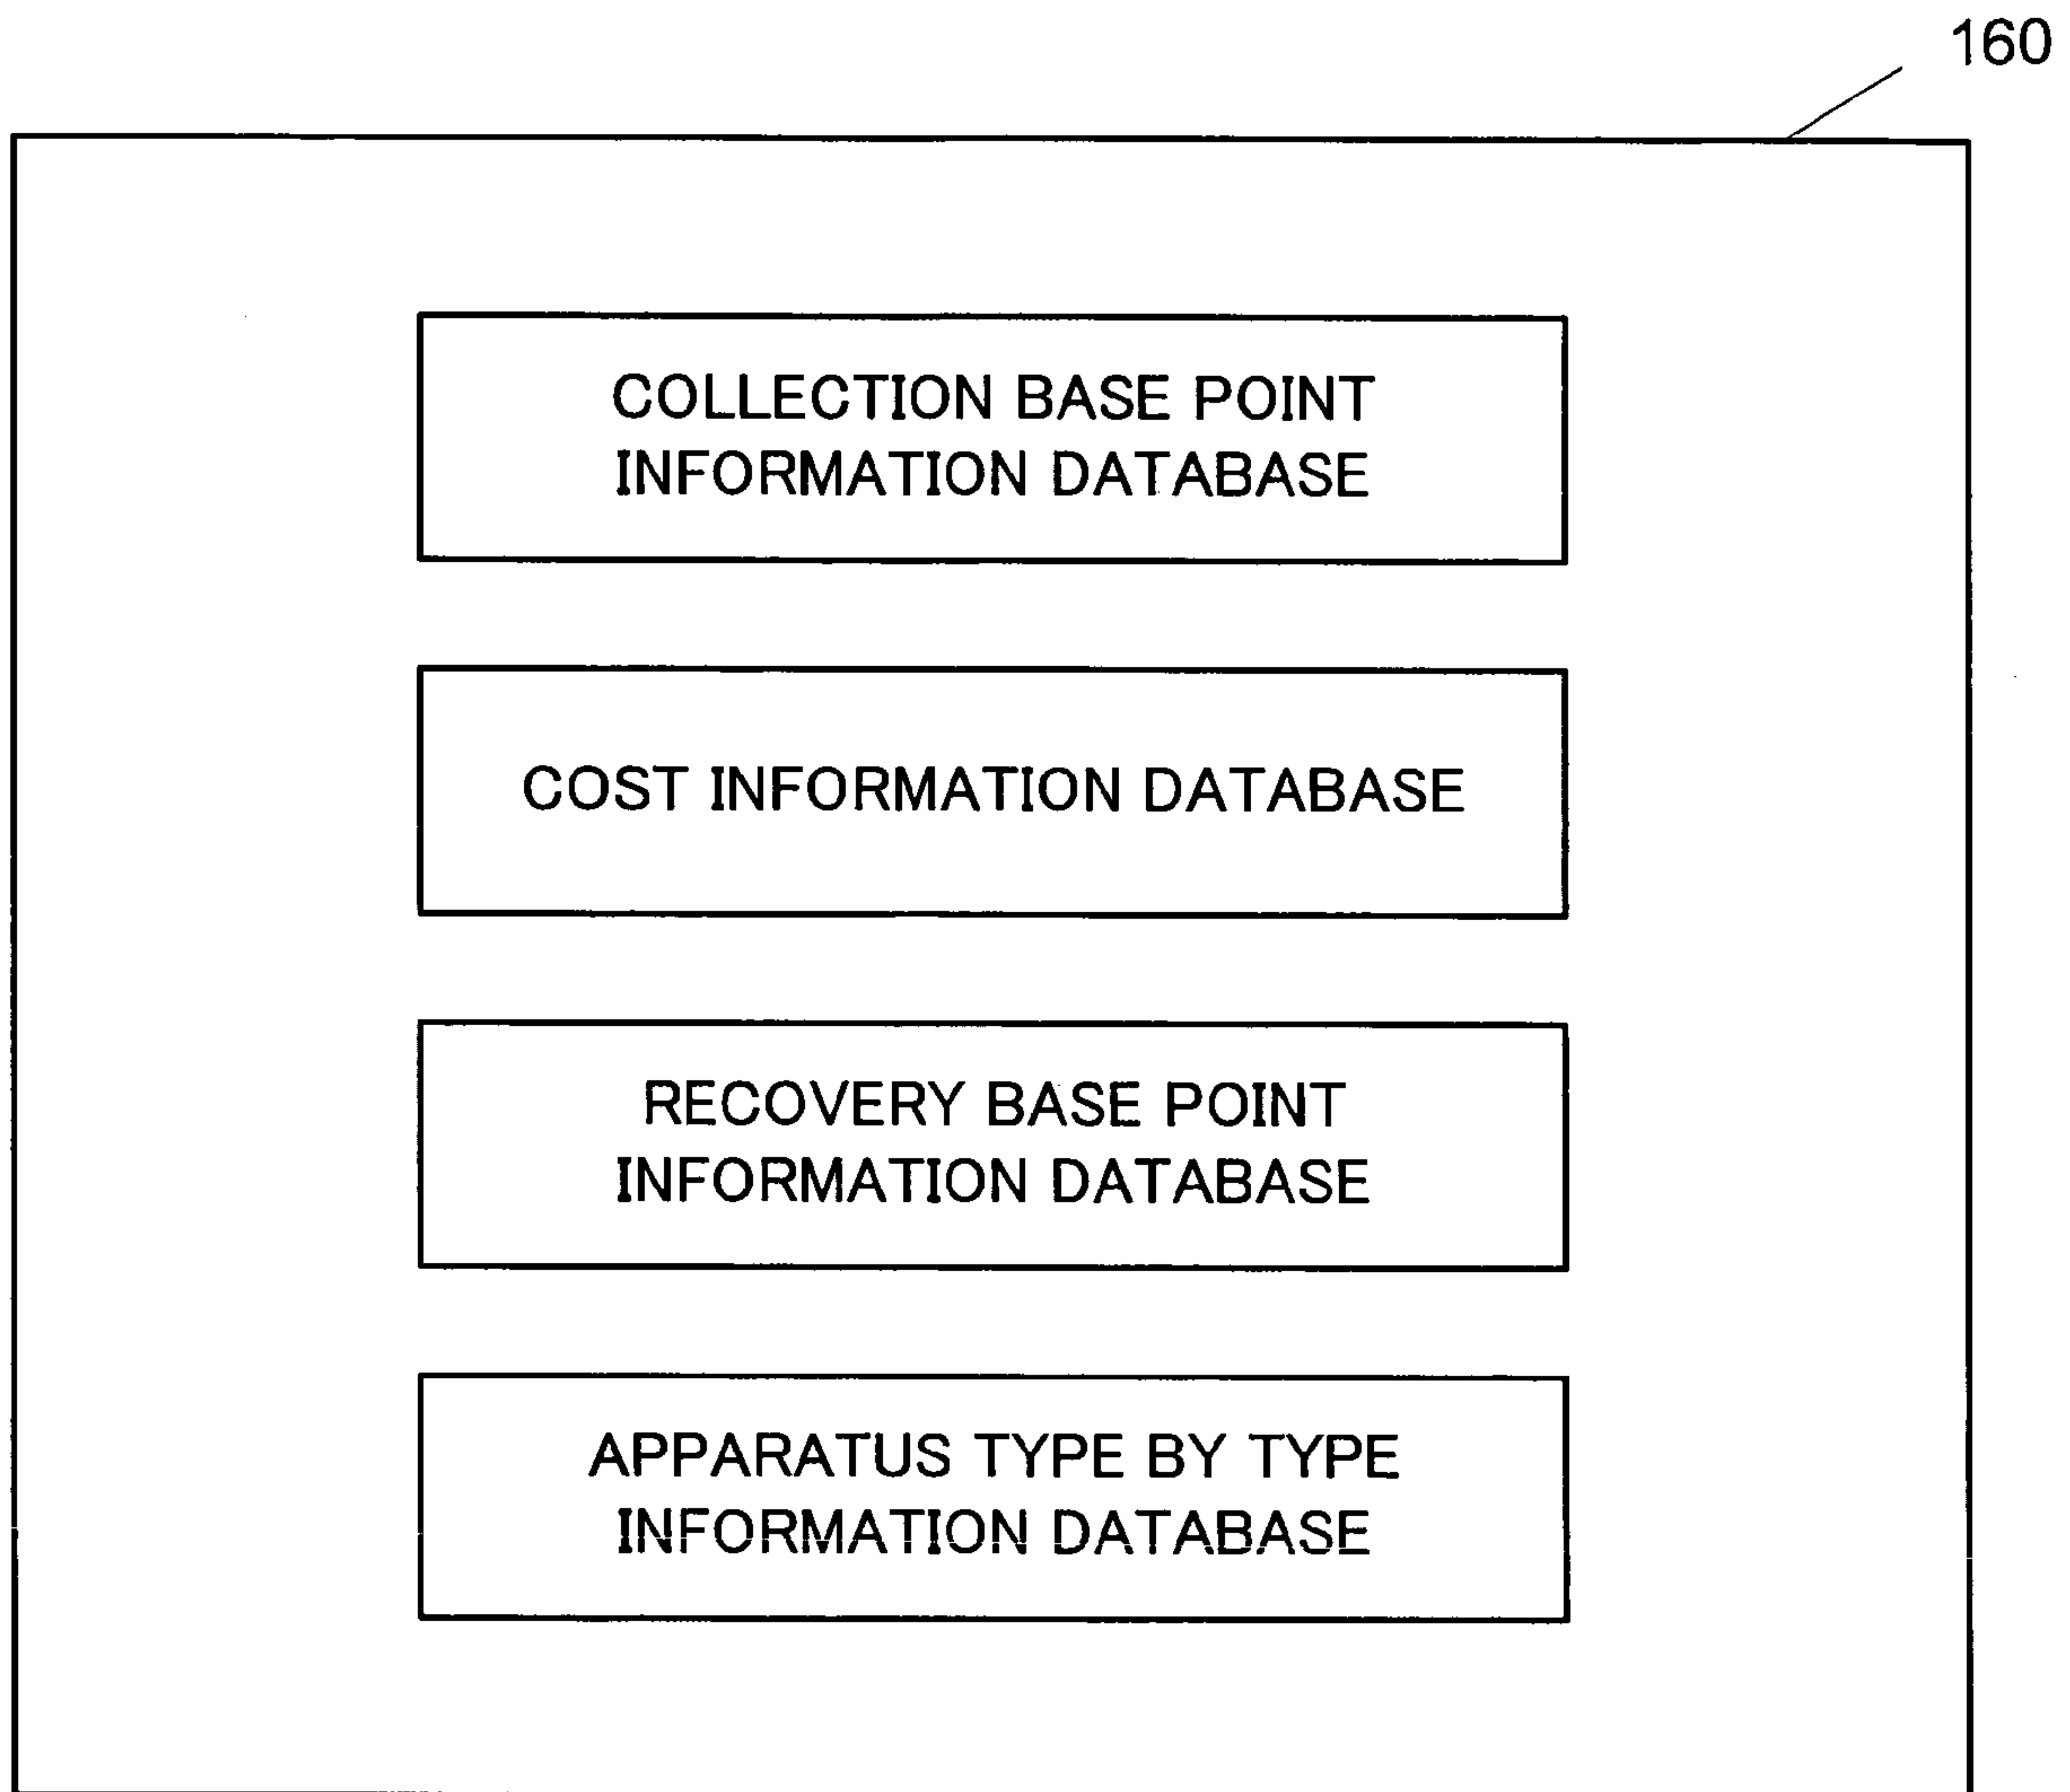 160
COLLECTION BASE POINT
INFORMATION DATABASE
COST INFORMATION DATABASE
RECOVERY BASE POINT
INFORMATION DATABASE
APPARATUS TYPE BY TYPE
INFORMATION DATABASE